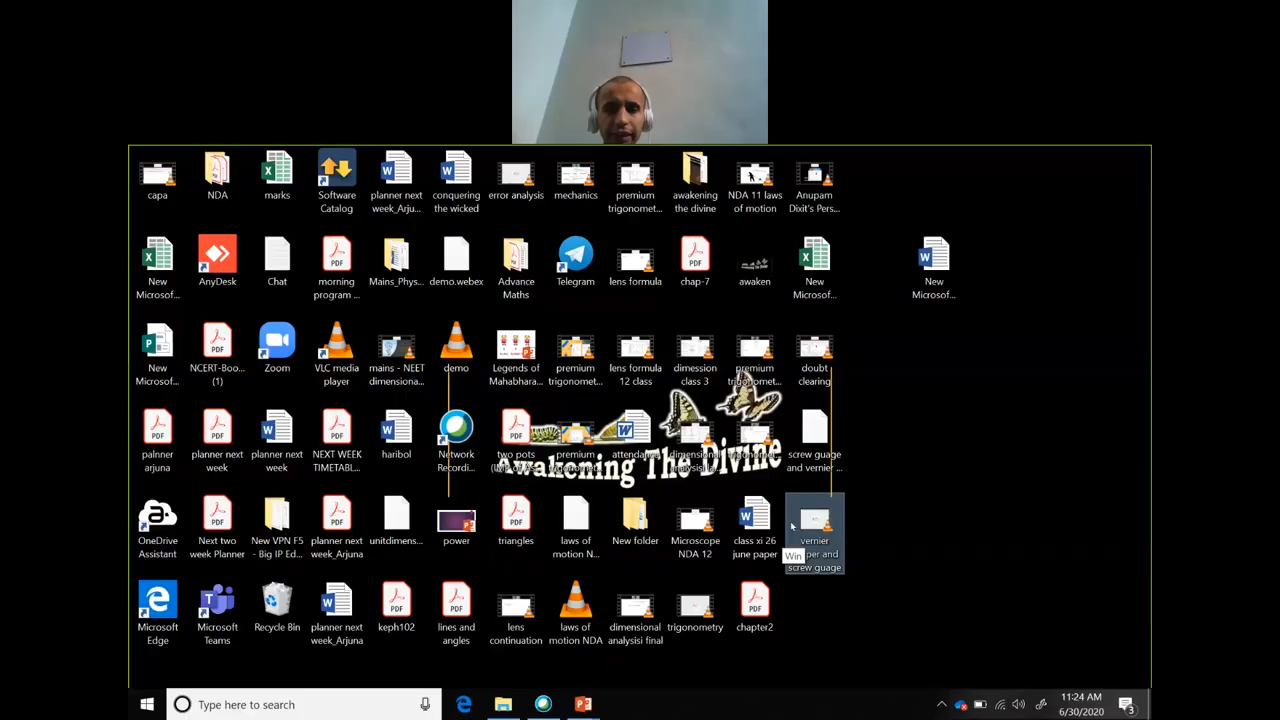 capa
NDA
marks
Software
Catalog
planner next
week_Arju...
conquering
the wicked
error analysis
mechanics
premium
trigonomet...
awakening
the divine
NDA 11 laws
of motion
Anupam
Dixit's Pers...
New
Microsof...
AnyDesk
Chat
morning
program ...
Mains_Phys...
demo.webex
Advance
Maths
Telegram
lens formula
chap-7
awaken
New
Microsof...
New
Microsof...
New
Microsof...
NCERT-Boo...
(1)
Zoom
VLC media
player
mains - NEET
dimensiona...
demo
Legends of
Mahabhara...
premium
trigonomet...
lens formula
12 class
dimession
class 3
premium
trigonomet...
doubt
clearing
palnner
arjuna
planner next
week
planner next
week
NEXT WEEK
TIMETABL...
haribol
Network
Recordi...
two pots
premium
trigonomet...
attendance
dimensional
trigonomet...
screw guage
and vernier ...
Awakening The Divine
OneDrive
Assistant
Next two
week Planner
New VPN F5
- Big IP Ed...
planner next
week_Arjuna
unitdimens...
power
triangles
laws of
motion N...
New folder
Microscope
NDA 12
class xi 26
june paper
vernier
per and
screw guage
Win
Microsoft
Edge
Microsoft
Teams
Recycle Bin
planner next
week_Arjuna
keph102
lines and
angles
lens
continuation
laws of
motion NDA
dimensional
analysisi final
trigonometry
chapter2
Type here to search
11:24 AM
6/30/2020
3